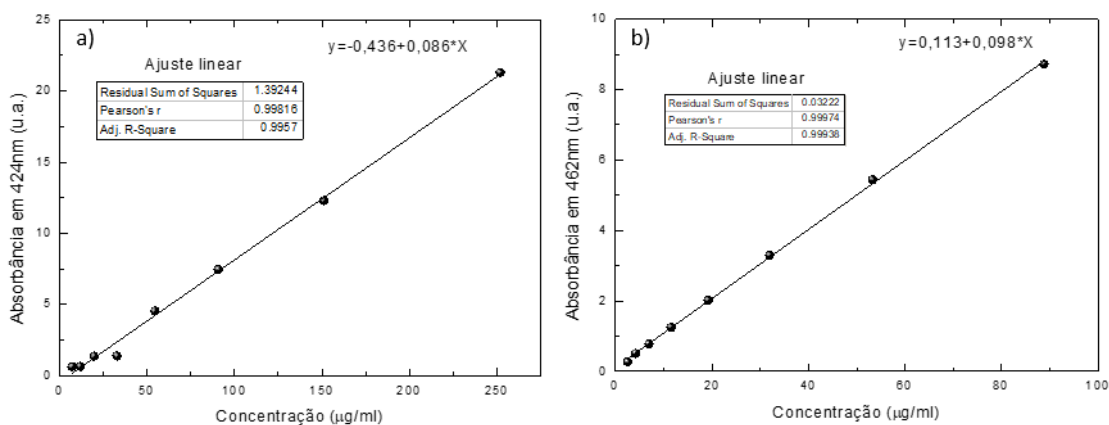 a)
y=-0,436+0,086*X
Ajuste linear
Residual Sum of Squares 1.39244
Pearson's r 0.99816
Adj. R-Square 0.9957
Absorbância em 424nm (u.a.)
25
20
15
10
5
0
0 50 100 150 200 250
Concentração (µg/ml)
b)
y=0,113+0,098*X
Ajuste linear
Residual Sum of Squares 0.03222
Pearson's r 0.99974
Adj. R-Square 0.99938
Absorbância em 462nm (u.a.)
10
8
6
4
2
0
0 20 40 60 80 100
Concentração (µg/ml)